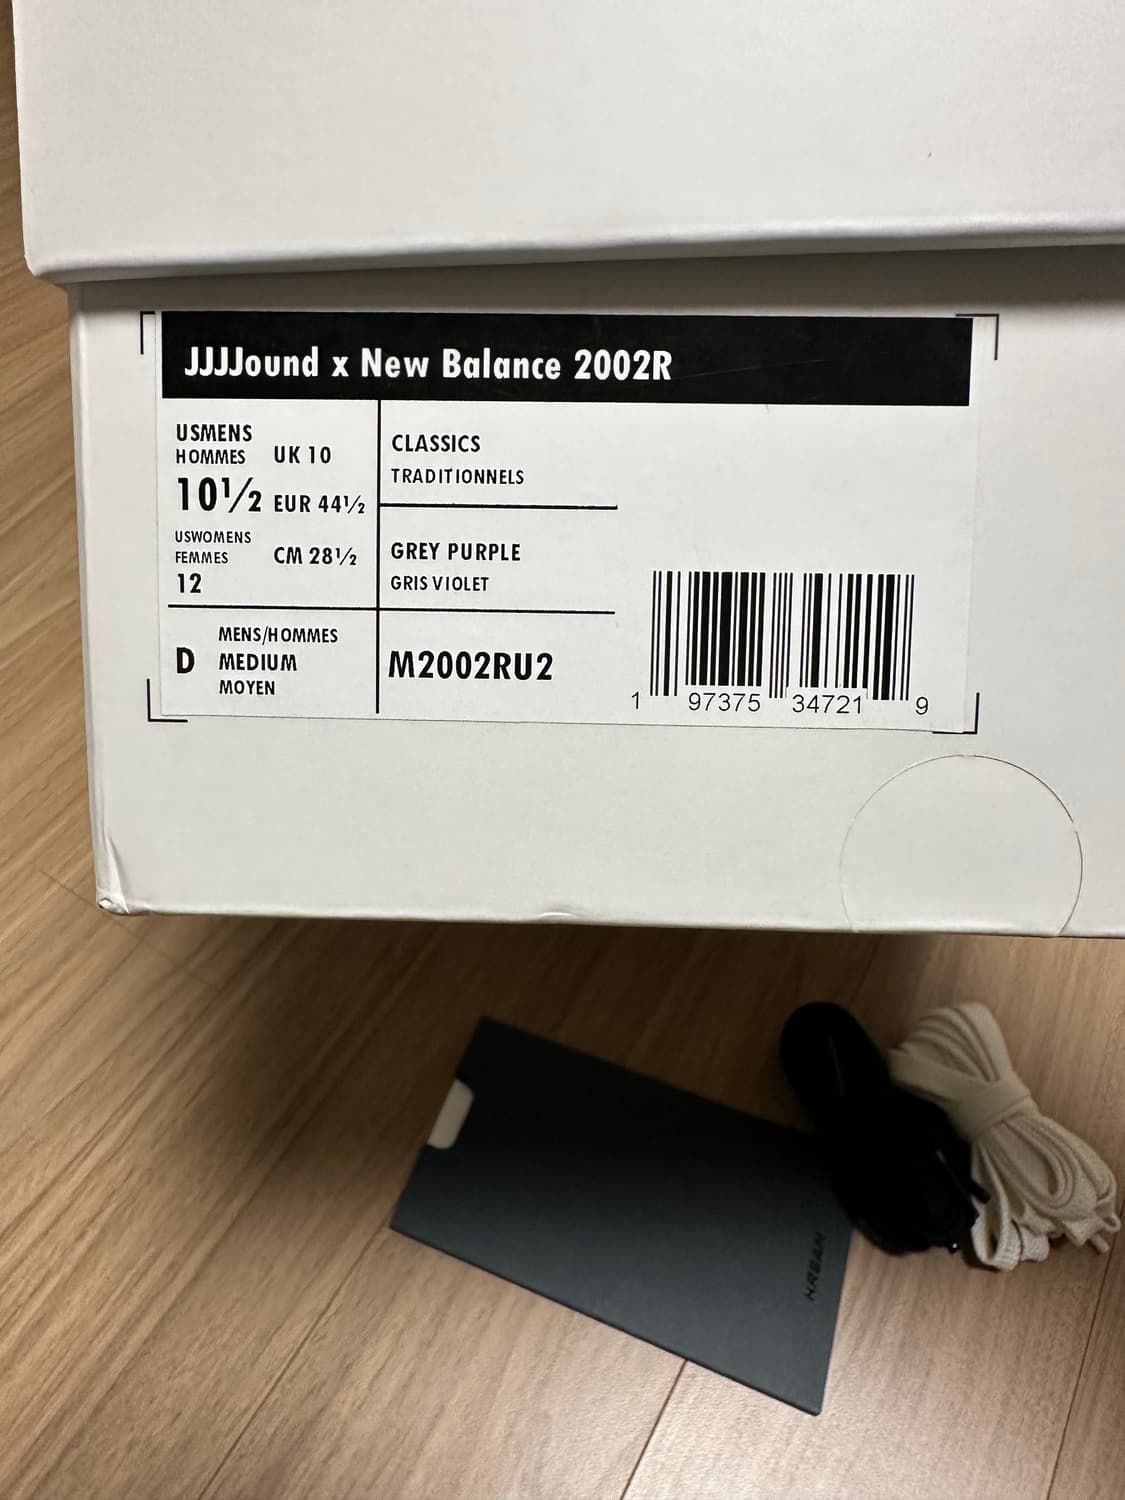 JJJJound x New Balance 2002R
USMENS
HOMMES
10½
UK 10
EUR 44½
USWOMENS
FEMMES
12
CM 28½
D
MENS/HOMMES
MEDIUM
MOYEN
CLASSICS
TRADITIONNELS
GREY PURPLE
GRIS VIOLET
M2002RU2
1 97375 34721 9
KREAM